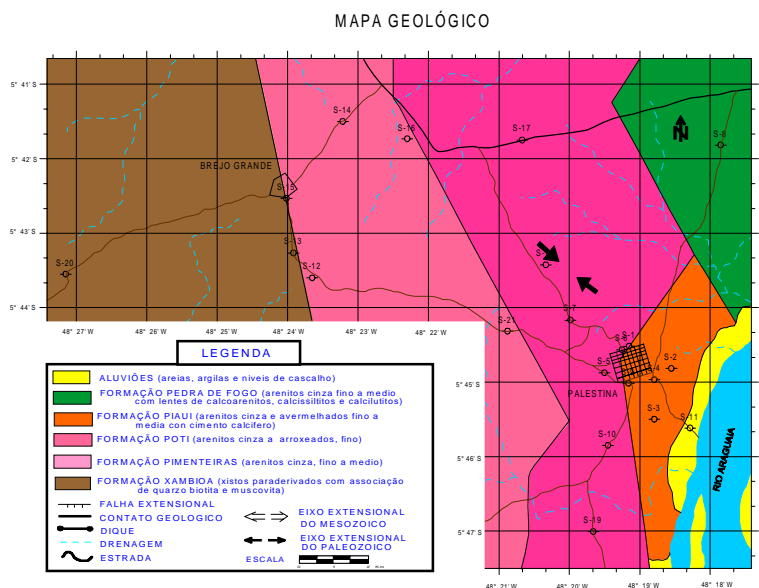 MAPA GEOLÓGICO
5° 41' S
5° 42' S
5° 43' S
5° 44' S
5° 45' S
5° 46' S
5° 47' S
S-14
S-16
S-17
S-8
N
BREJO GRANDE
S-15
S-13
S-12
S-20
S-7
S-21
S-1
S-5
S-4
S-2
S-3
S-11
PALESTINA
S-10
S-19
RIO ARAGUAIA
48° 27' W
48° 26' W
48° 25' W
48° 24' W
48° 23' W
48° 22' W
48° 21' W
48° 20' W
48° 19' W
48° 18' W
LEGENDA
ALUVIÕES (areias, argilas e niveis de cascalho)
FORMAÇÃO PEDRA DE FOGO (arenitos cinza fino a medio
com lentes de calcoarenitos, calcissiltitos e calcilutitos)
FORMAÇÃO PIAUI (arenitos cinza e avermelhados fino a
media con cimento calcifero)
FORMAÇÃO POTI (arenitos cinza a arroxeados, fino)
FORMAÇÃO PIMENTEIRAS (arenitos cinza, fino a medio)
FORMAÇÃO XAMBIOA (xistos paraderivados com associação
de quarzo biotita e muscovita)
FALHA EXTENSIONAL
CONTATO GEOLOGICO
DIQUE
DRENAGEM
ESTRADA
EIXO EXTENSIONAL
DO MESOZOICO
EIXO EXTENSIONAL
DO PALEOZOICO
ESCALA